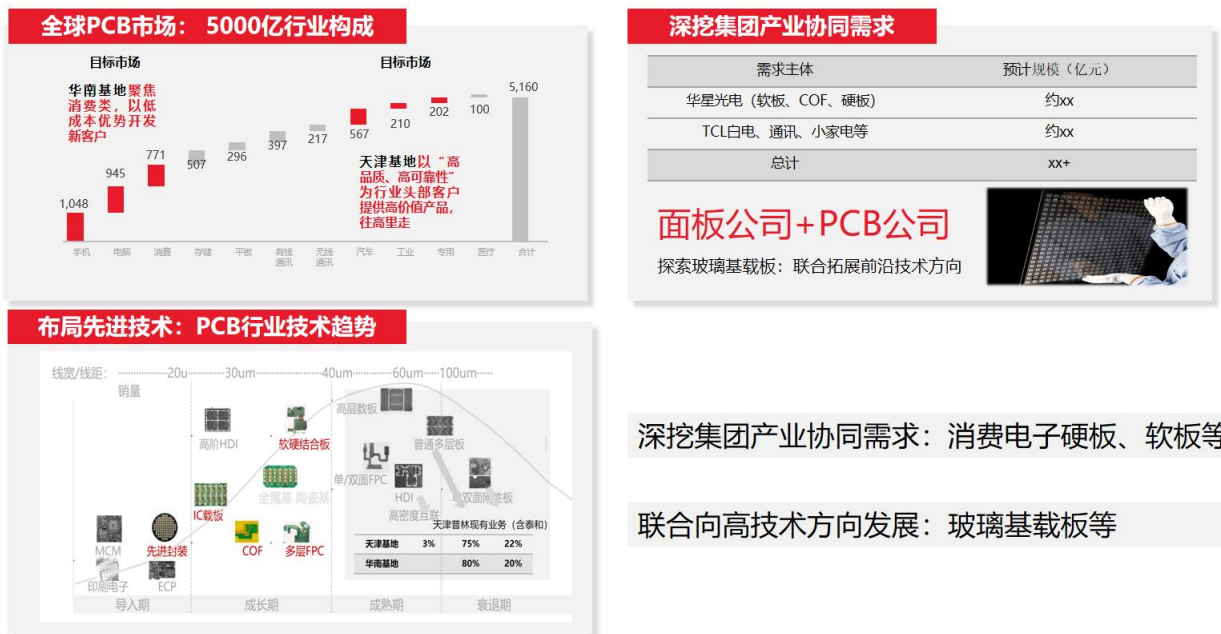 全球PCB市场： 5000亿行业构成
目标市场
目标市场
华南基地聚焦
消费类，以低
成本优势开发
新客户
1,048
945
771
507
296
397
217
567
210
202
100
5,160
天津基地以“高
品质、高可靠性”
为行业头部客户
提供高价值产品，
往高里走
手机
电脑
消费
存储
平板
有线
通讯
无线
通讯
汽车
工业
专用
医疗
合计
深挖集团产业协同需求
需求主体 预计规模（亿元）
华星光电（软板、COF、硬板） 约xx
TCL白电、通讯、小家电等 约xx
总计 xx+
面板公司+PCB公司
探索玻璃基载板：联合拓展前沿技术方向
布局先进技术：PCB行业技术趋势
线宽/线距： 20u 30um 40um 60um 100um
销量
高阶HDI
软硬结合板
高层数板
普通多层板
单/双面FPC
金属基 陶瓷基
HDI
高密度互联
单双面刚性板
IC载板
MCM
先进封装
COF
多层FPC
印刷电子
ECP
天津普林现有业务（含泰和）
天津基地 3% 75% 22%
华南基地 80% 20%
导入期
成长期
成熟期
衰退期
深挖集团产业协同需求：消费电子硬板、软板等
联合向高技术方向发展：玻璃基载板等